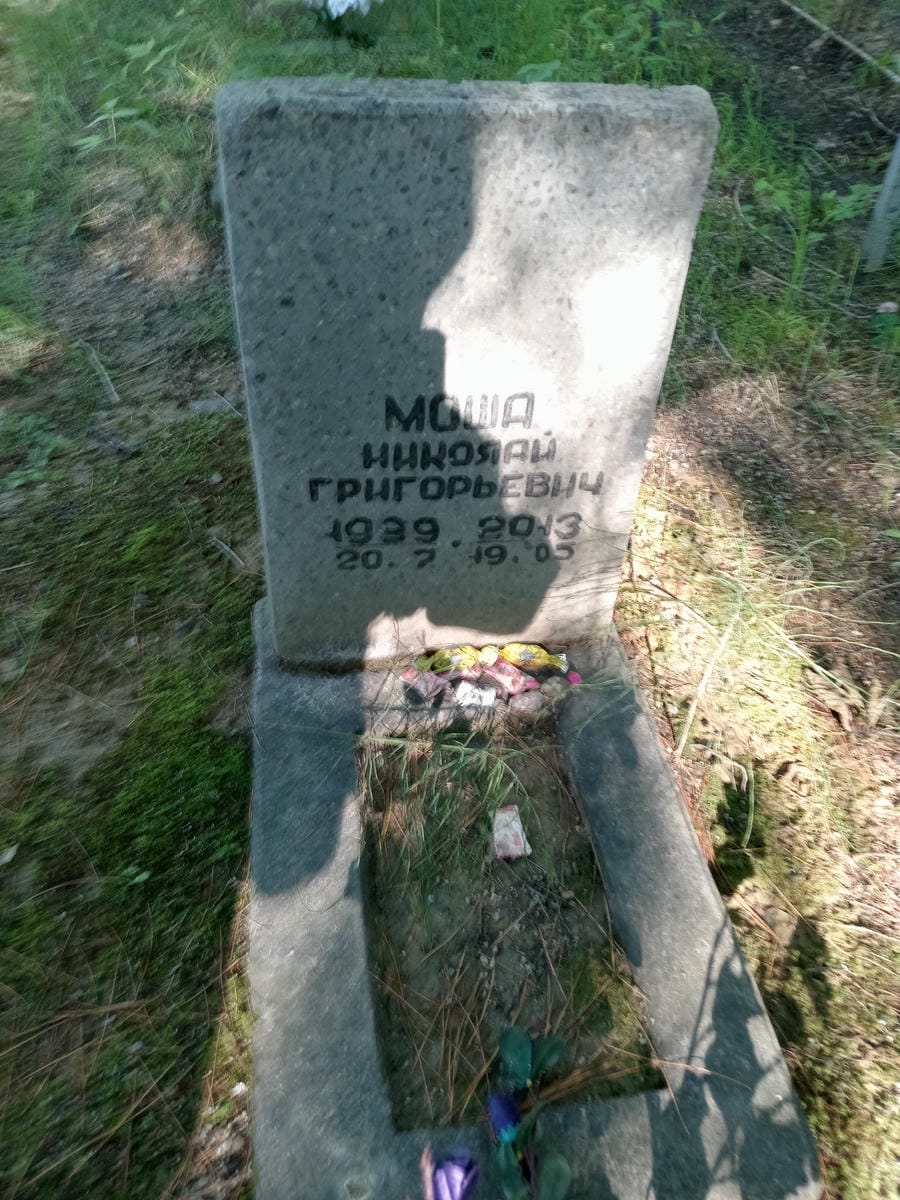 МОША
НИКОЛАЙ
ГРИГОРЬЕВИЧ
1939 . 2013
20. 7 19. 05